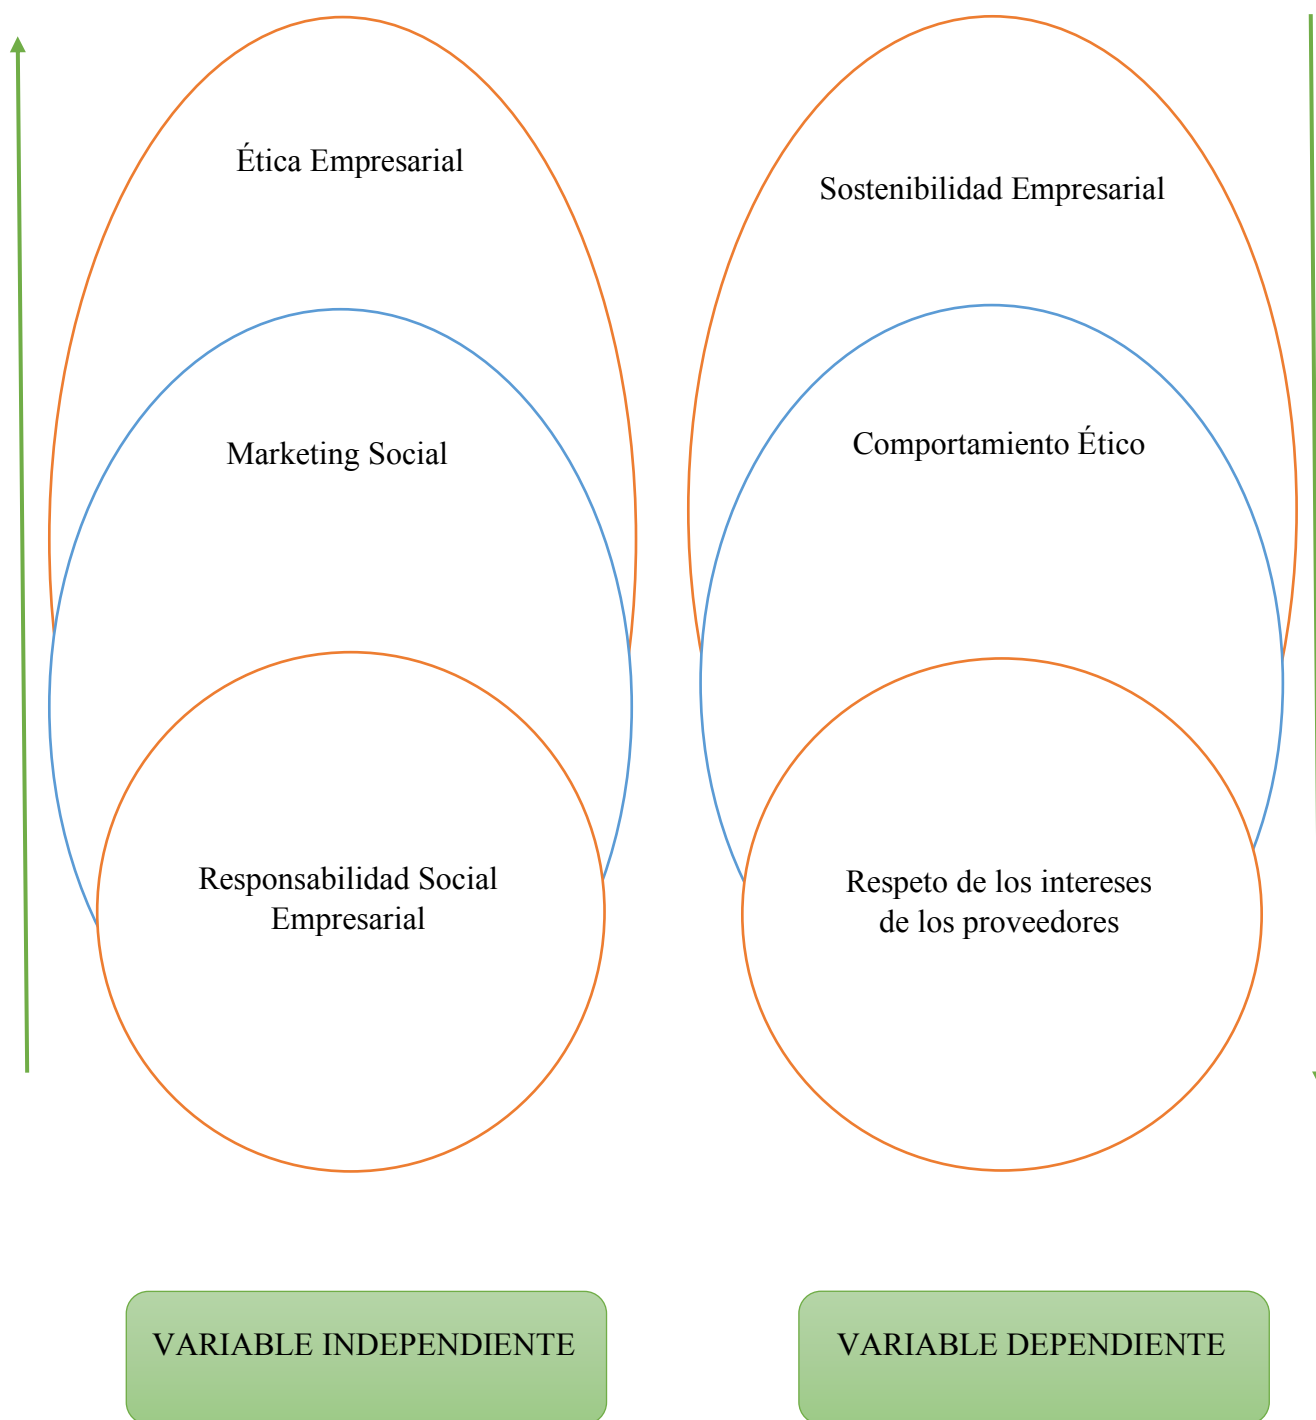 Ética Empresarial
Marketing Social
Responsabilidad Social
Empresarial
VARIABLE INDEPENDIENTE
Sostenibilidad Empresarial
Comportamiento Ético
Respeto de los intereses
de los proveedores
VARIABLE DEPENDIENTE